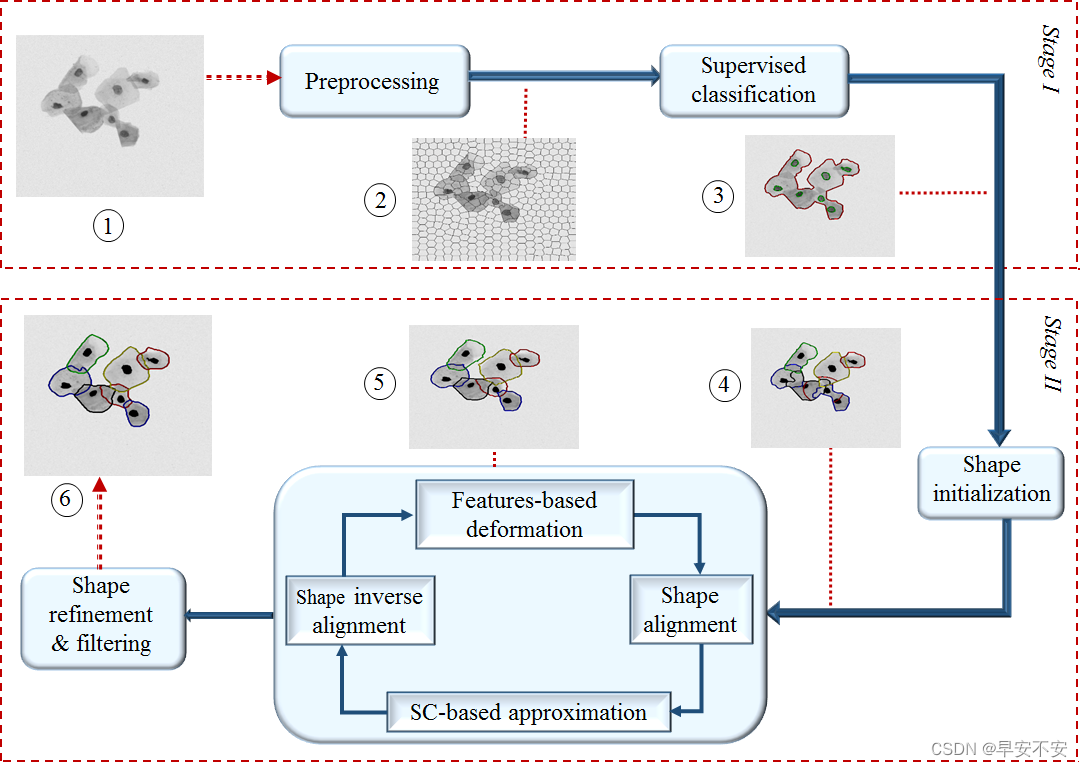 Stage I
Preprocessing
Supervised
classification
1
2
3
Stage II
4
5
6
Shape
initialization
Features-based
deformation
Shape
alignment
SC-based approximation
Shape inverse
alignment
Shape
refinement
& filtering
CSDN @早安不安